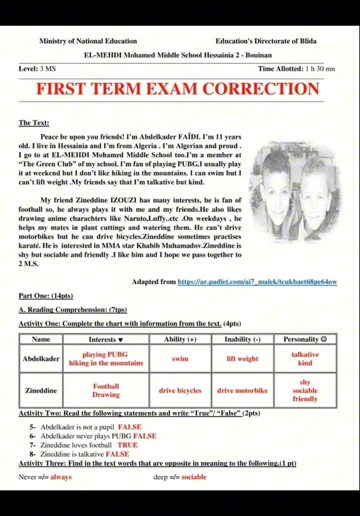 Ministry of National Education Education's Directorate of Blida
EL-MEHDI Mohamed Middle School Hessainia 2 - Bouinan
Level: 3 MS Time Allotted: 1 h 30 mn
FIRST TERM EXAM CORRECTION
The Text:
Peace be upon you friends! I'm Abdelkader FAÏDI. I'm 11 years
old. I live in Hessainia and I'm from Algeria . I'm Algerian and proud .
I go to at EL-MEHDI Mohamed Middle School too.I'm a member at
"The Green Club" of my school. I'm fan of playing PUBG.I usually play
it at weekend but I don't like hiking in the mountains. I can swim but I
can't lift weight .My friends say that I'm talkative but kind.
My friend Zineddine IZOUZI has many interests, he is fan of
football so, he always plays it with me and my friends.He also likes
drawing anime charachters like Naruto,Luffy..etc .On weekdays , he
helps my mates in plant cuttings and watering them. He can't drive
motorbikes but he can drive bicycles.Zineddine sometimes practises
karaté. He is interested in MMA star Khabib Muhamadov.Zineddine is
shy but sociable and friendly .I like him and I hope we pass together to
2 M.S.
Adapted from https://ar.padlet.com/ai7_malek/tcukbaet68pe64ow
Part One: (14pts)
A. Reading Comprehension: (7tps)
Activity One: Complete the chart with information from the text. (4pts)
Name Interests ♥ Ability (+) Inability (-) Personality ☺
Abdelkader playing PUBG hiking in the mountains swim lift weight talkative kind
Zineddine Football Drawing drive bicycles drive motorbike shy sociable friendly
Activity Two: Read the following statements and write "True"/ "False" (2pts)
5- Abdelkader is not a pupil FALSE
6- Abdelkader never plays PUBG FALSE
7- Zineddine loves football TRUE
8- Zineddine is talkative FALSE
Activity Three: Find in the text words that are opposite in meaning to the following.(1 pt)
Never =/= always deep =/= sociable